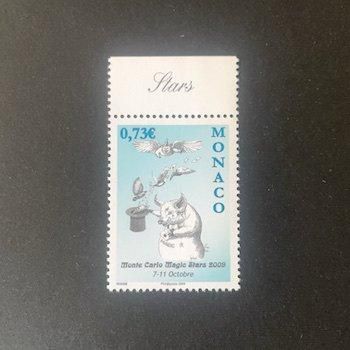 Stars
0,73€
MONACO
Monte Carlo Magic Stars 2009
7-11 Octobre